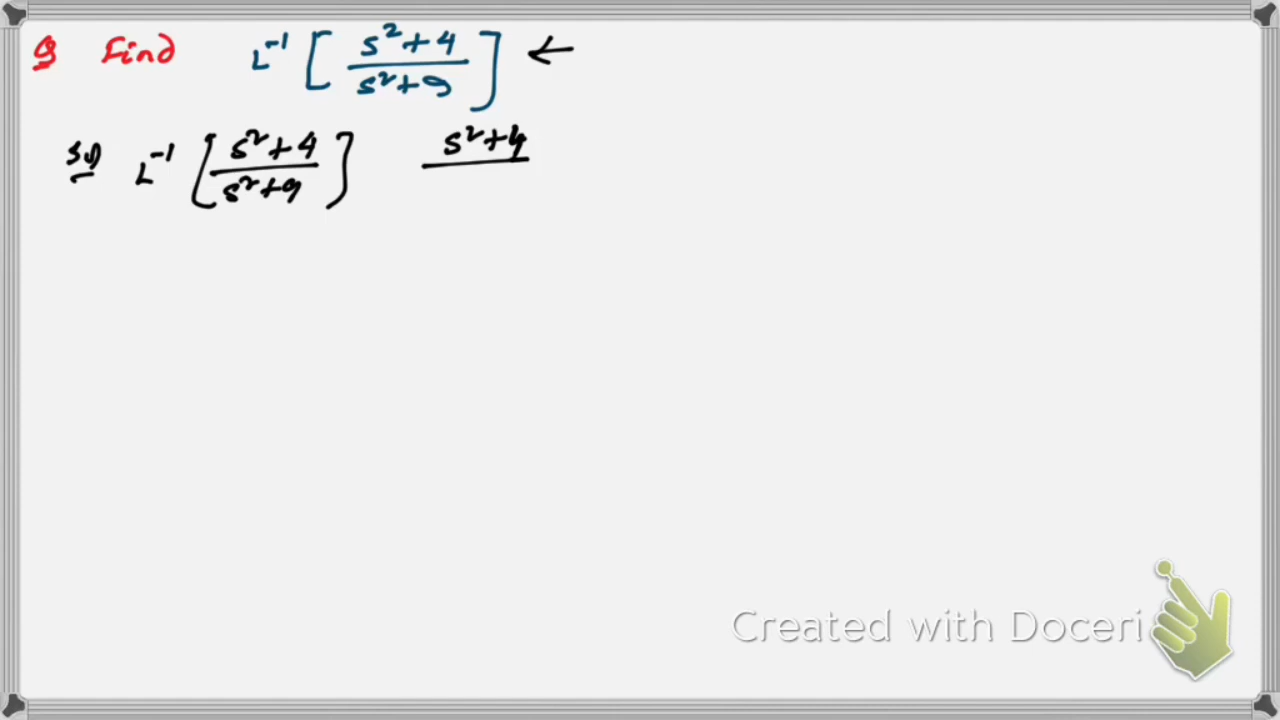 Q Find L⁻¹ [ s²+4 / s²+9 ] ←
Sol L⁻¹ [ s²+4 / s²+9 ] s²+4 /
Created with Doceri